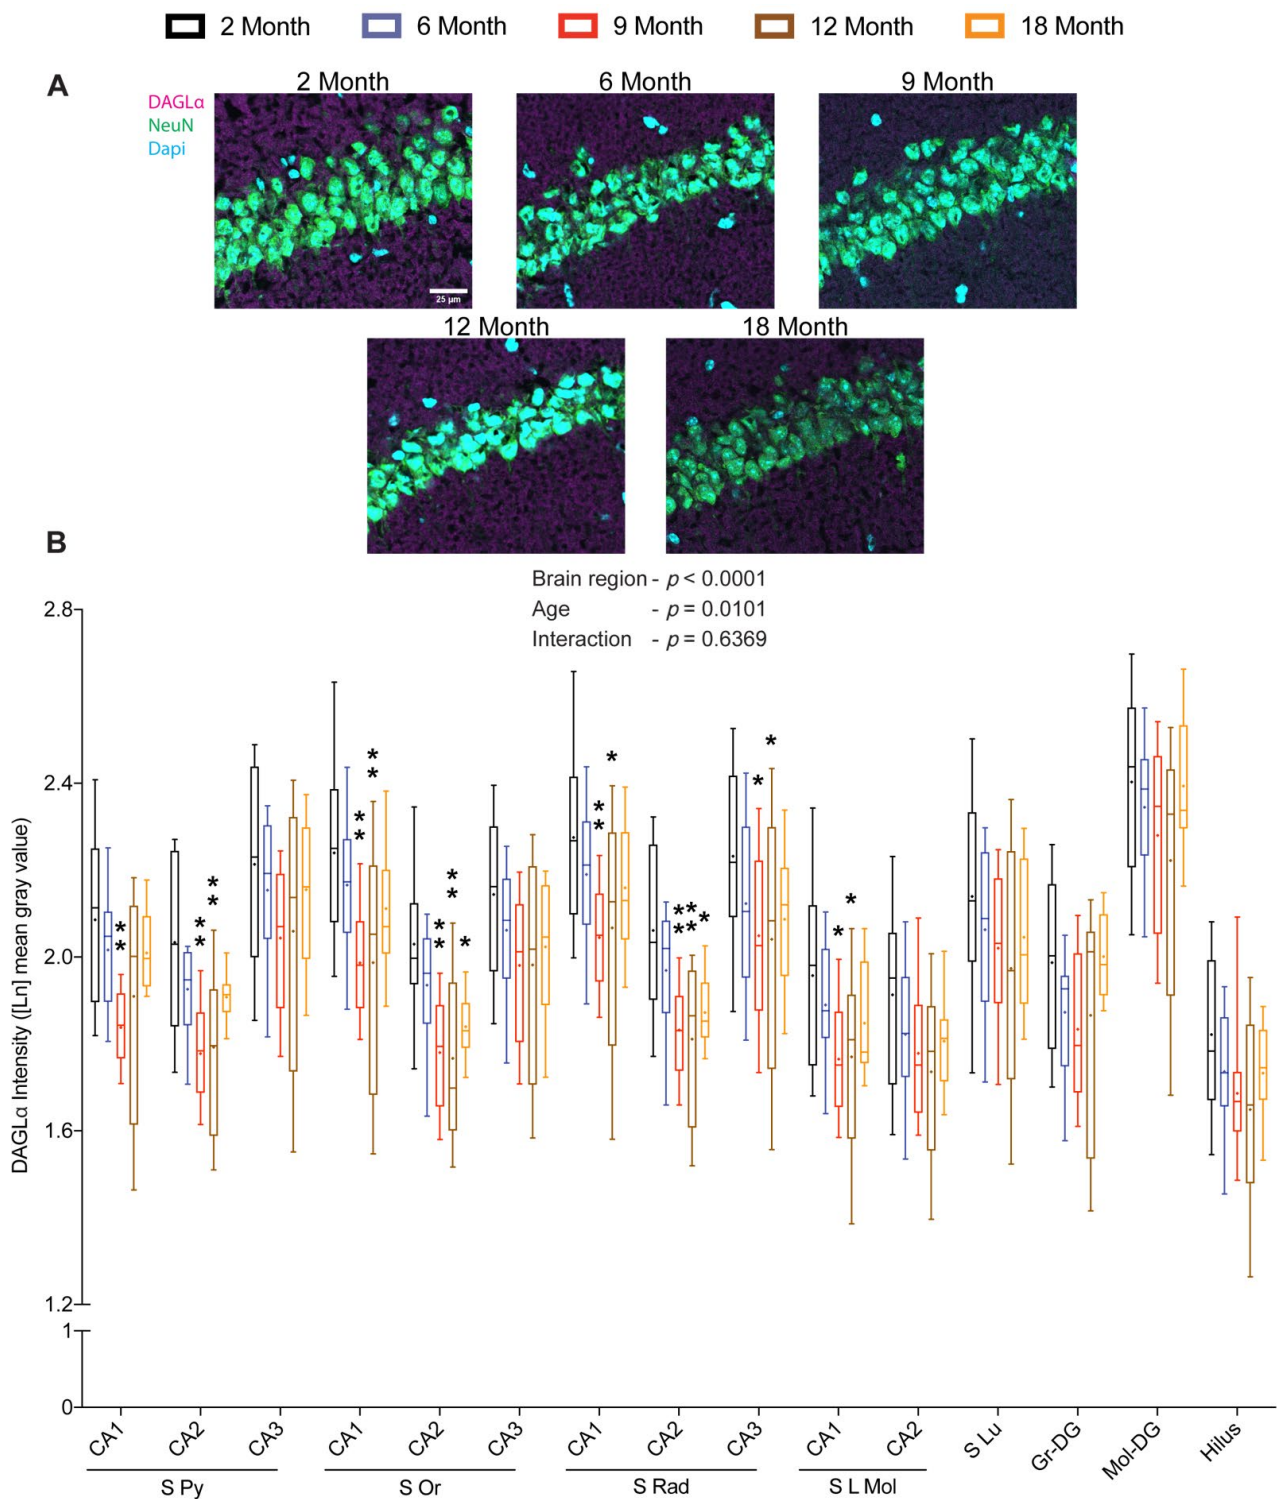 2 Month 6 Month 9 Month 12 Month 18 Month
A
2 Month 6 Month 9 Month
DAGLα
NeuN
Dapi
25 µm
12 Month 18 Month
B
Brain region - p < 0.0001
Age - p = 0.0101
Interaction - p = 0.6369
DAGLα Intensity ([Ln] mean gray value)
2.8
2.4
2.0
1.6
1.2
1
0
* * * * * * * * * * * * * * * * * * * * * * * * * * *
CA1 CA2 CA3 CA1 CA2 CA3 CA1 CA2 CA3 CA1 CA2 S Lu Gr-DG Mol-DG Hilus
S Py S Or S Rad S L Mol